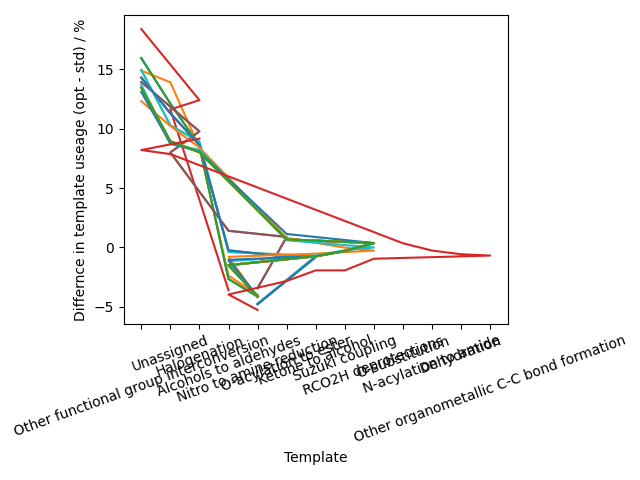 Differnce in template useage (opt - std) / %
15
10
5
0
−5
Other functional group interconversion
Unassigned
Halogenation
Alcohols to aldehydes
Nitro to amine reduction
O-acylation to ester
Ketone to alcohol
Suzuki coupling
RCO2H deprotections
O-substitution
N-acylation to amide
Dehydration
Other organometallic C-C bond formation
Template